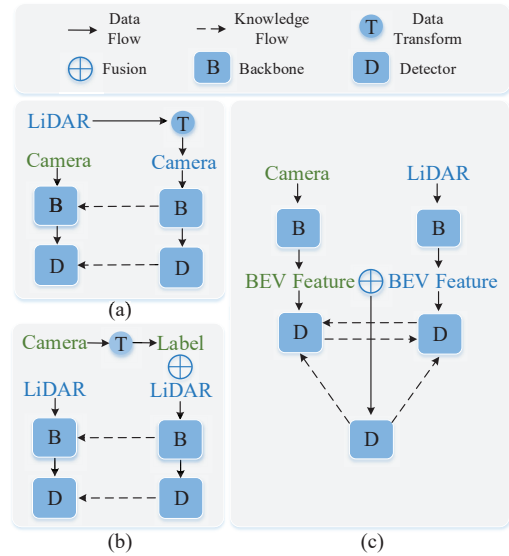 Data Flow
Knowledge Flow
T
Data Transform
Fusion
B
Backbone
D
Detector
LiDAR
T
Camera
Camera
B
B
D
D
(a)
Camera
T
Label
LiDAR
LiDAR
B
B
D
D
(b)
Camera
LiDAR
B
B
BEV Feature
BEV Feature
D
D
D
(c)